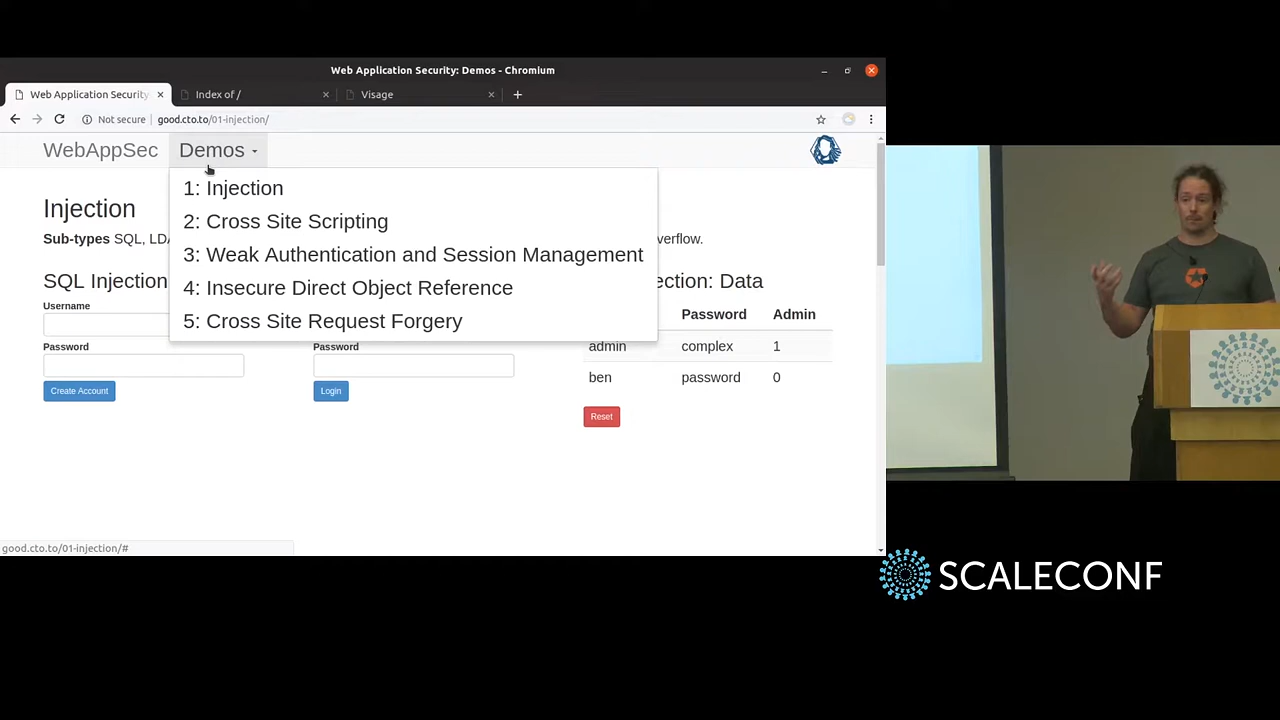 Web Application Security: Demos - Chromium
Web Application Security
Index of /
Visage
Not secure
good.cto.to/01-injection/
WebAppSec
Demos
1: Injection
2: Cross Site Scripting
3: Weak Authentication and Session Management
4: Insecure Direct Object Reference
5: Cross Site Request Forgery
Injection
Sub-types SQL, LDA
verflow.
SQL Injection
ection: Data
Username
Password
Create Account
Password
Login
Password Admin
admin complex 1
ben password 0
Reset
good.cto.to/01-injection/#
SCALECONF